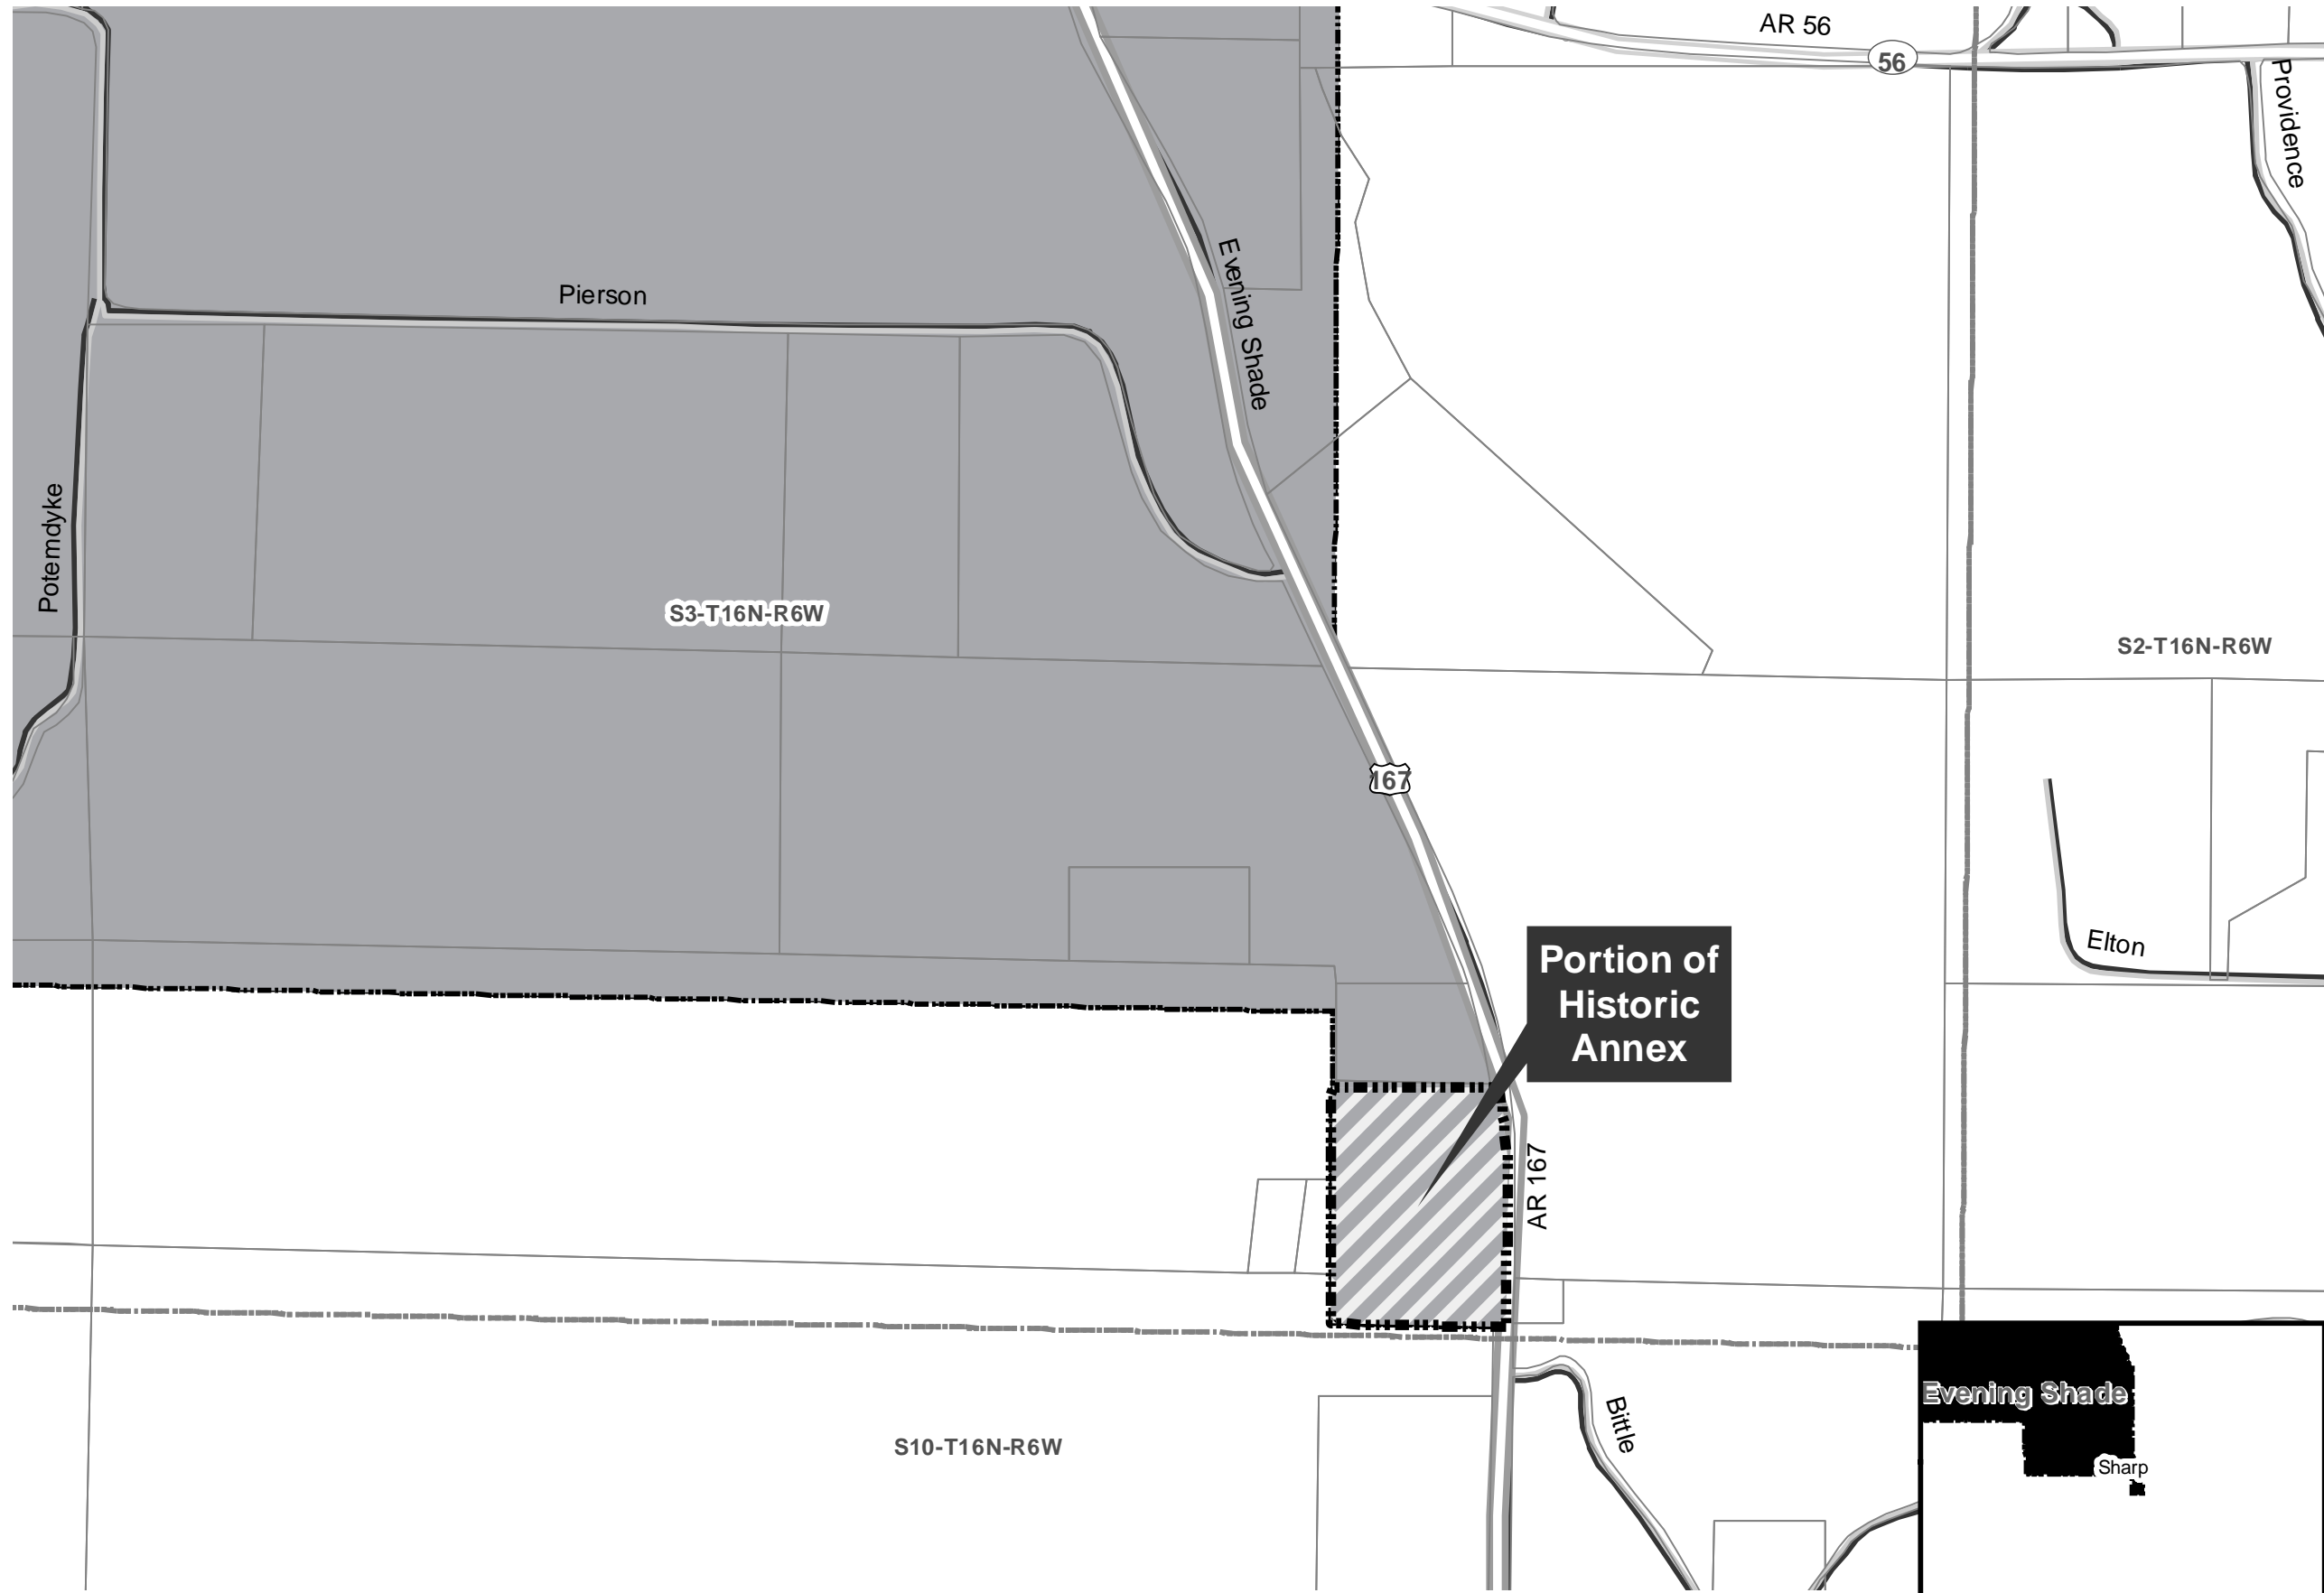 AR 56
56
Providence
Evening Shade
Pierson
Potemdyke
S3-T16N-R6W
S2-T16N-R6W
167
Portion of
Historic
Annex
Elton
AR 167
Evening Shade
Sharp
Bittle
S10-T16N-R6W